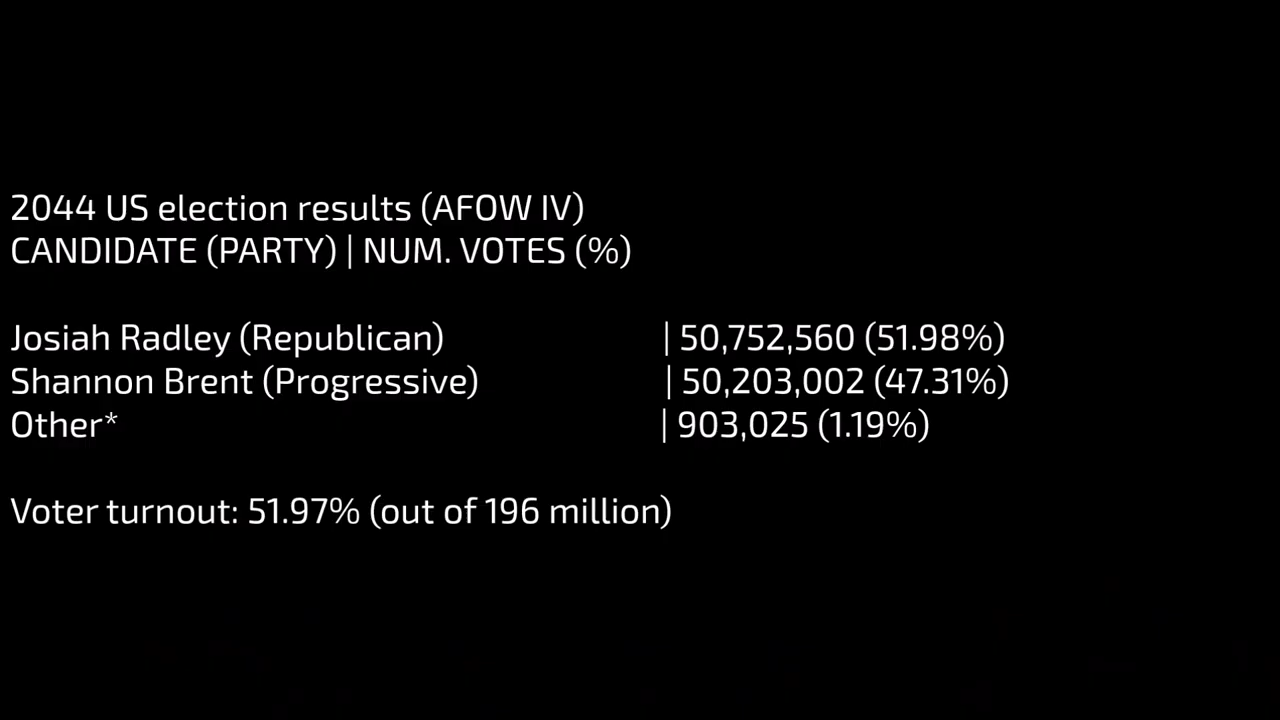 2044 US election results (AFOW IV)
CANDIDATE (PARTY) | NUM. VOTES (%)
Josiah Radley (Republican) | 50,752,560 (51.98%)
Shannon Brent (Progressive) | 50,203,002 (47.31%)
Other* | 903,025 (1.19%)
Voter turnout: 51.97% (out of 196 million)